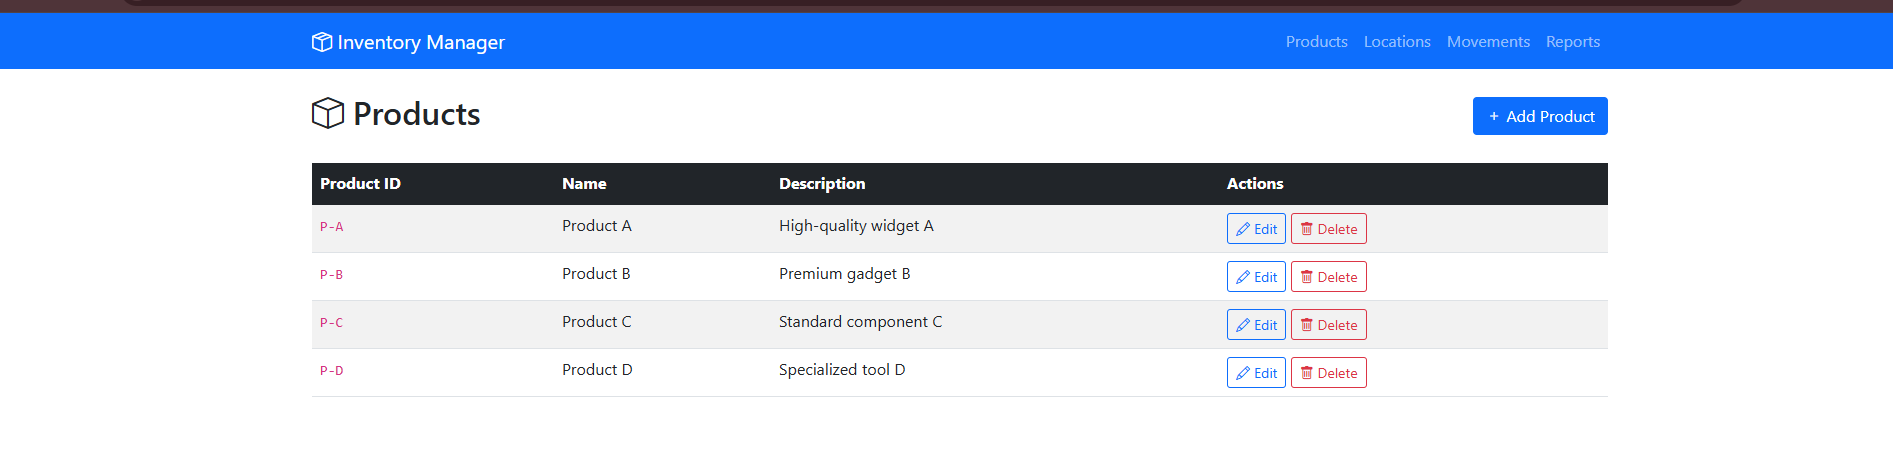 Inventory Manager Products Locations Movements Reports
Products
+ Add Product
Product ID Name Description Actions
P-A Product A High-quality widget A Edit Delete
P-B Product B Premium gadget B Edit Delete
P-C Product C Standard component C Edit Delete
P-D Product D Specialized tool D Edit Delete